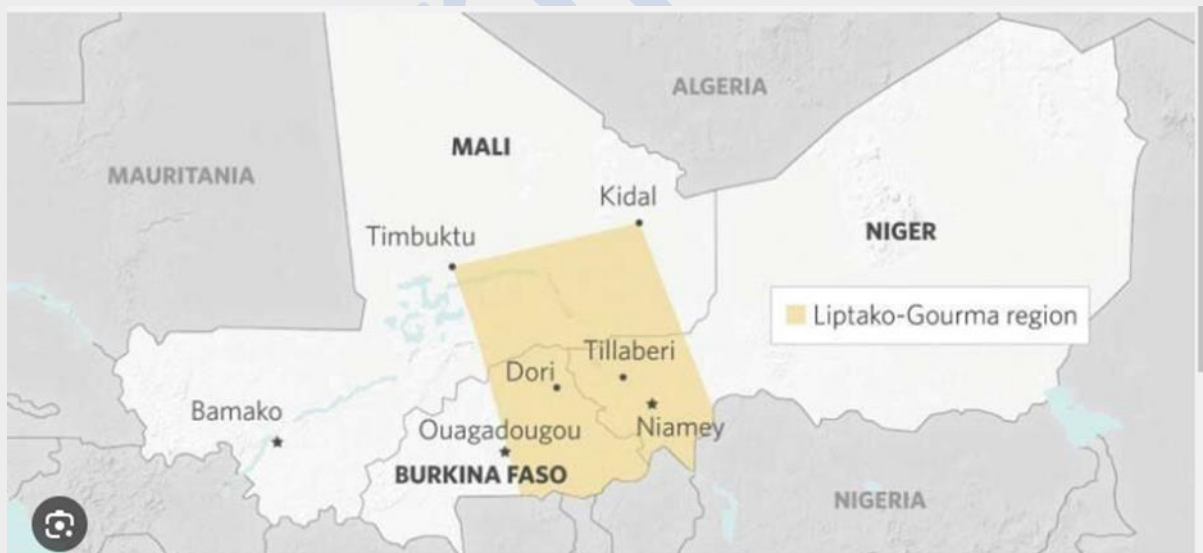 ALGERIA
MALI
MAURITANIA
Kidal
Timbuktu
NIGER
Liptako-Gourma region
Tillaberi
Dori
Bamako
Ouagadougou
Niamey
BURKINA FASO
NIGERIA